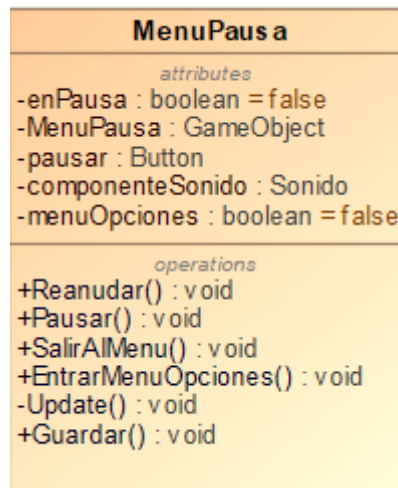 MenuPausa
attributes
-enPausa : boolean = false
-MenuPausa : GameObject
-pausar : Button
-componenteSonido : Sonido
-menuOpciones : boolean = false
operations
+Reanudar() : void
+Pausar() : void
+SalirAlMenu() : void
+EntrarMenuOpciones() : void
-Update() : void
+Guardar() : void